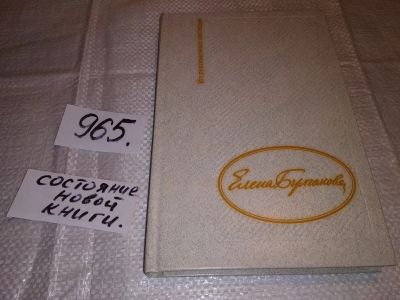 965.
состояние
новой
книги.
Елена Булгакова